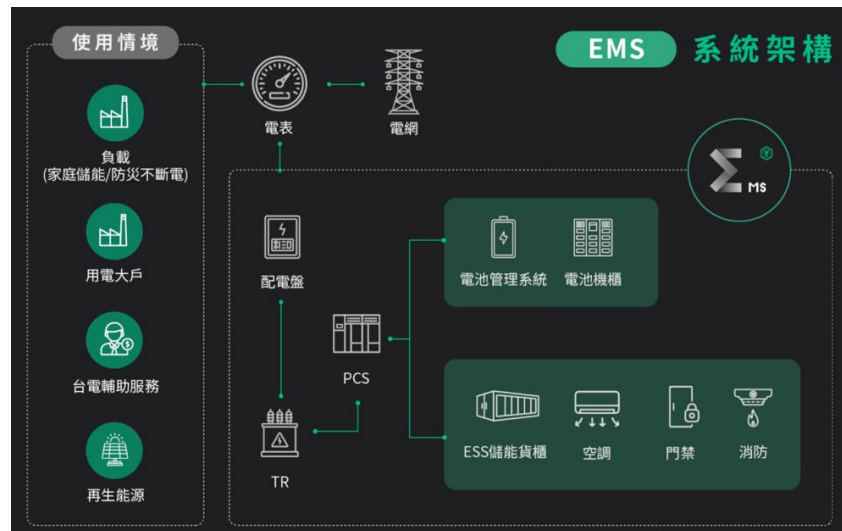 使用情境
EMS 系統架構
負載
(家庭儲能/防災不斷電)
用電大戶
台電輔助服務
再生能源
電表
電網
MS
配電盤
TR
PCS
電池管理系統
電池機櫃
ESS儲能貨櫃
空調
門禁
消防